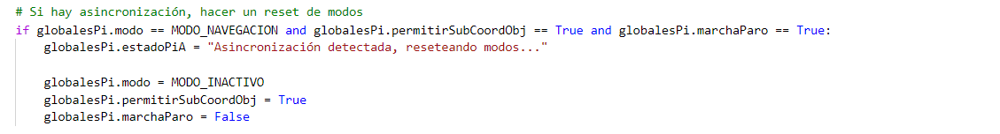 # Si hay asincronización, hacer un reset de modos
if globalesPi.modo == MODO_NAVEGACION and globalesPi.permitirSubCoordObj == True and globalesPi.marchaParo == True:
globalesPi.estadoPiA = "Asincronización detectada, reseteando modos..."
globalesPi.modo = MODO_INACTIVO
globalesPi.permitirSubCoordObj = True
globalesPi.marchaParo = False